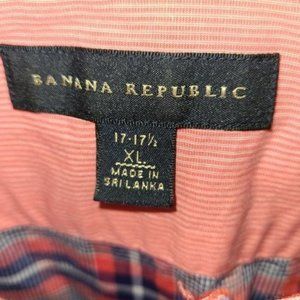 BANANA REPUBLIC
17-17½
XL
MADE IN
SRI LANKA